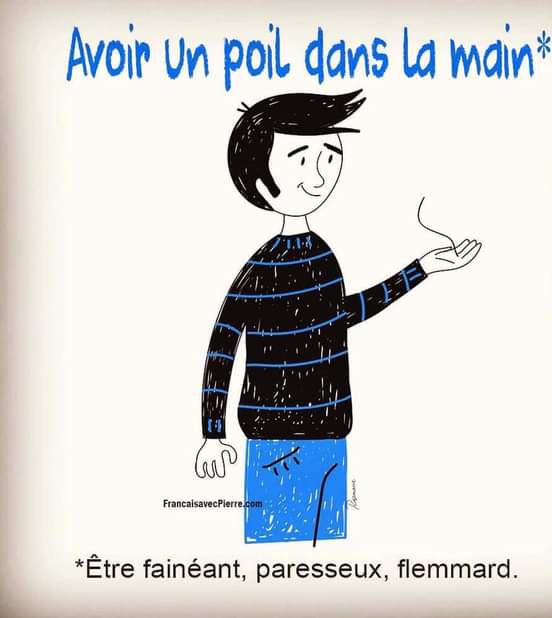 Avoir un poil dans la main*
FrancaisavecPierre.com
*Être fainéant, paresseux, flemmard.